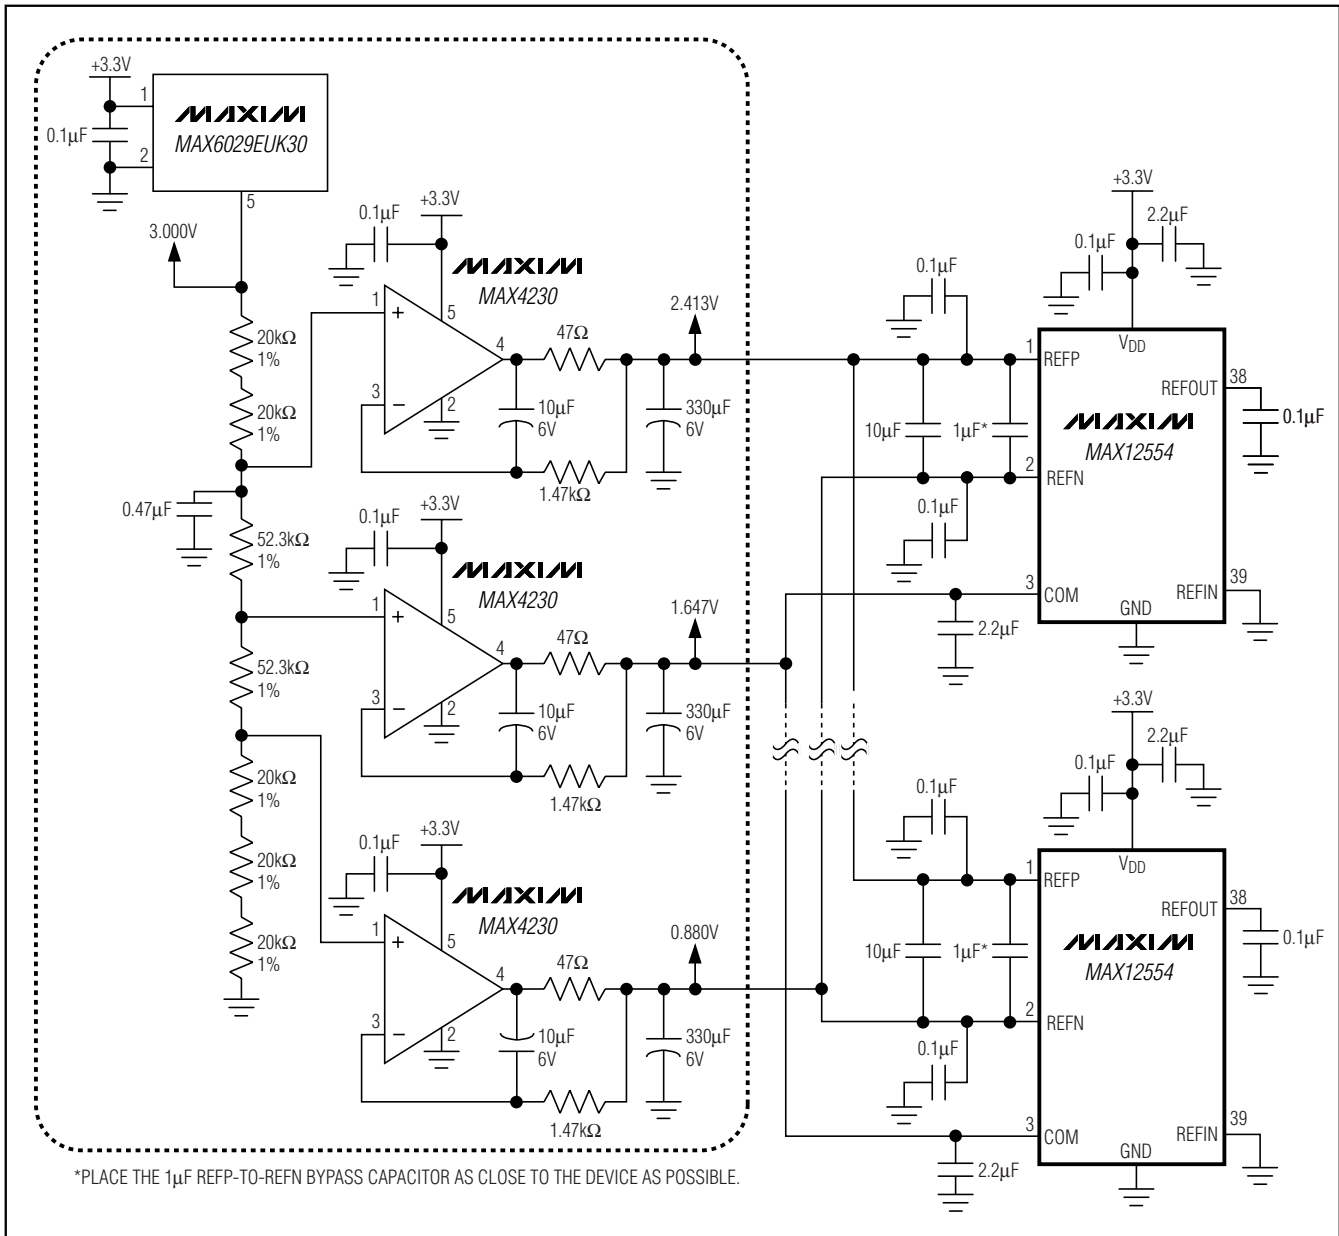 +3.3V
1
0.1µF
2
MAXIM
MAX6029EUK30
5
3.000V
20kΩ
1%
20kΩ
1%
0.47µF
52.3kΩ
1%
52.3kΩ
1%
20kΩ
1%
20kΩ
1%
20kΩ
1%
0.1µF
+3.3V
MAXIM
MAX4230
1
+
5
3
−
2
4
47Ω
10µF
6V
1.47kΩ
330µF
6V
2.413V
0.1µF
+3.3V
MAXIM
MAX4230
1
+
5
3
−
2
4
47Ω
10µF
6V
1.47kΩ
330µF
6V
1.647V
0.1µF
+3.3V
MAXIM
MAX4230
1
+
5
3
−
2
4
47Ω
10µF
6V
1.47kΩ
330µF
6V
0.880V
+3.3V
2.2µF
0.1µF
0.1µF
VDD
1
REFP
REFOUT
38
0.1µF
10µF
1µF*
MAXIM
MAX12554
2
REFN
0.1µF
3
COM
2.2µF
GND
REFIN
39
+3.3V
2.2µF
0.1µF
0.1µF
VDD
1
REFP
REFOUT
38
0.1µF
10µF
1µF*
MAXIM
MAX12554
2
REFN
0.1µF
3
COM
2.2µF
GND
REFIN
39
*PLACE THE 1µF REFP-TO-REFN BYPASS CAPACITOR AS CLOSE TO THE DEVICE AS POSSIBLE.